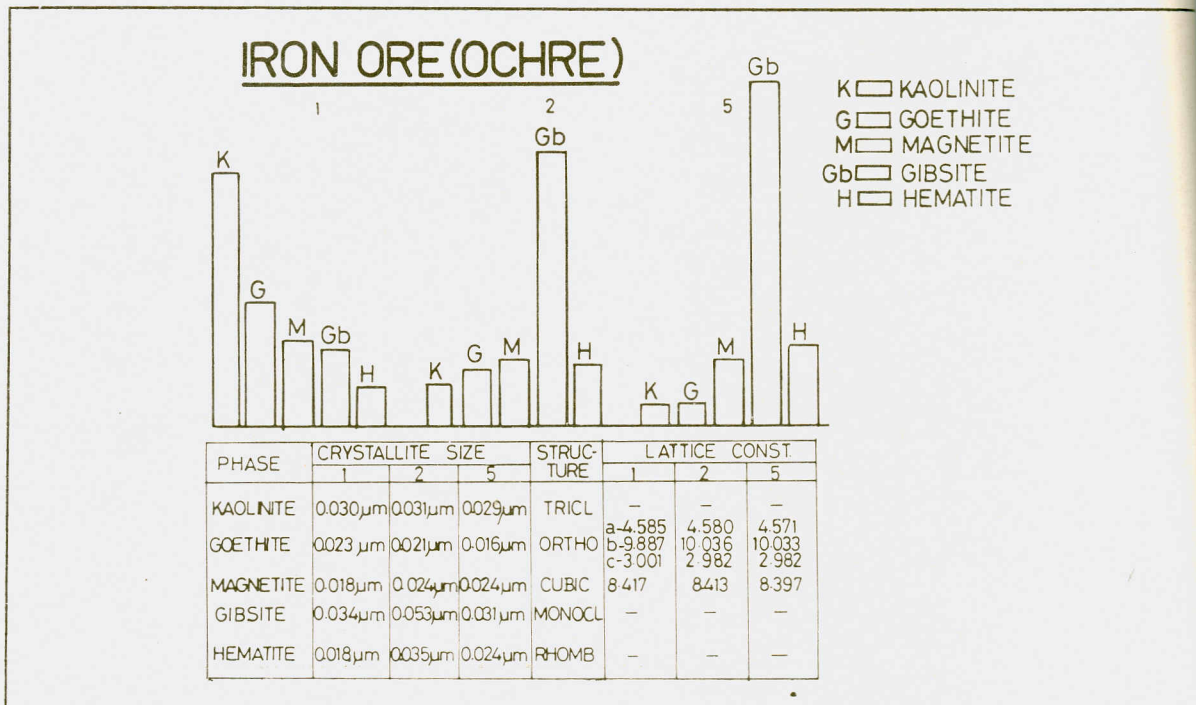 IRON ORE(OCHRE)
1 2 5
K KAOLINITE
G GOETHITE
M MAGNETITE
Gb GIBSITE
H HEMATITE
K G M Gb H
K G M Gb H
K G M Gb H
PHASE CRYSTALLITE SIZE STRUC-TURE LATTICE CONST.
1 2 5 1 2 5
KAOLINITE 0.030µm 0.031µm 0.029µm TRICL – – –
a-4.585 4.580 4.571
GOETHITE 0.023µm 0.021µm 0.016µm ORTHO b-9.887 10.036 10.033
c-3.001 2.982 2.982
MAGNETITE 0.018µm 0.024µm 0.024µm CUBIC 8.417 8.413 8.397
GIBSITE 0.034µm 0.053µm 0.031µm MONOCL – – –
HEMATITE 0.018µm 0.035µm 0.024µm RHOMB – – –